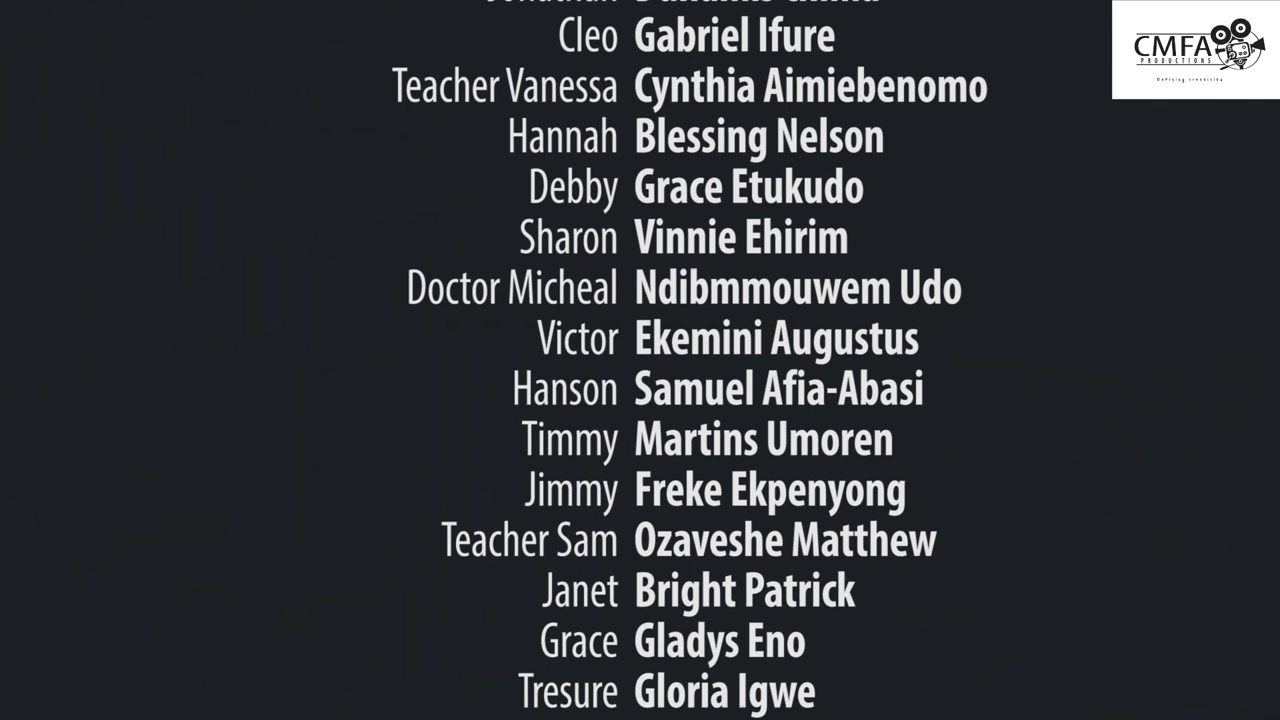 Cleo Gabriel Ifure
Teacher Vanessa Cynthia Aimiebenomo
Hannah Blessing Nelson
Debby Grace Etukudo
Sharon Vinnie Ehirim
Doctor Micheal Ndibmmouwem Udo
Victor Ekemini Augustus
Hanson Samuel Afia-Abasi
Timmy Martins Umoren
Jimmy Freke Ekpenyong
Teacher Sam Ozaveshe Matthew
Janet Bright Patrick
Grace Gladys Eno
Tresure Gloria Igwe
CMFA
PRODUCTIONS